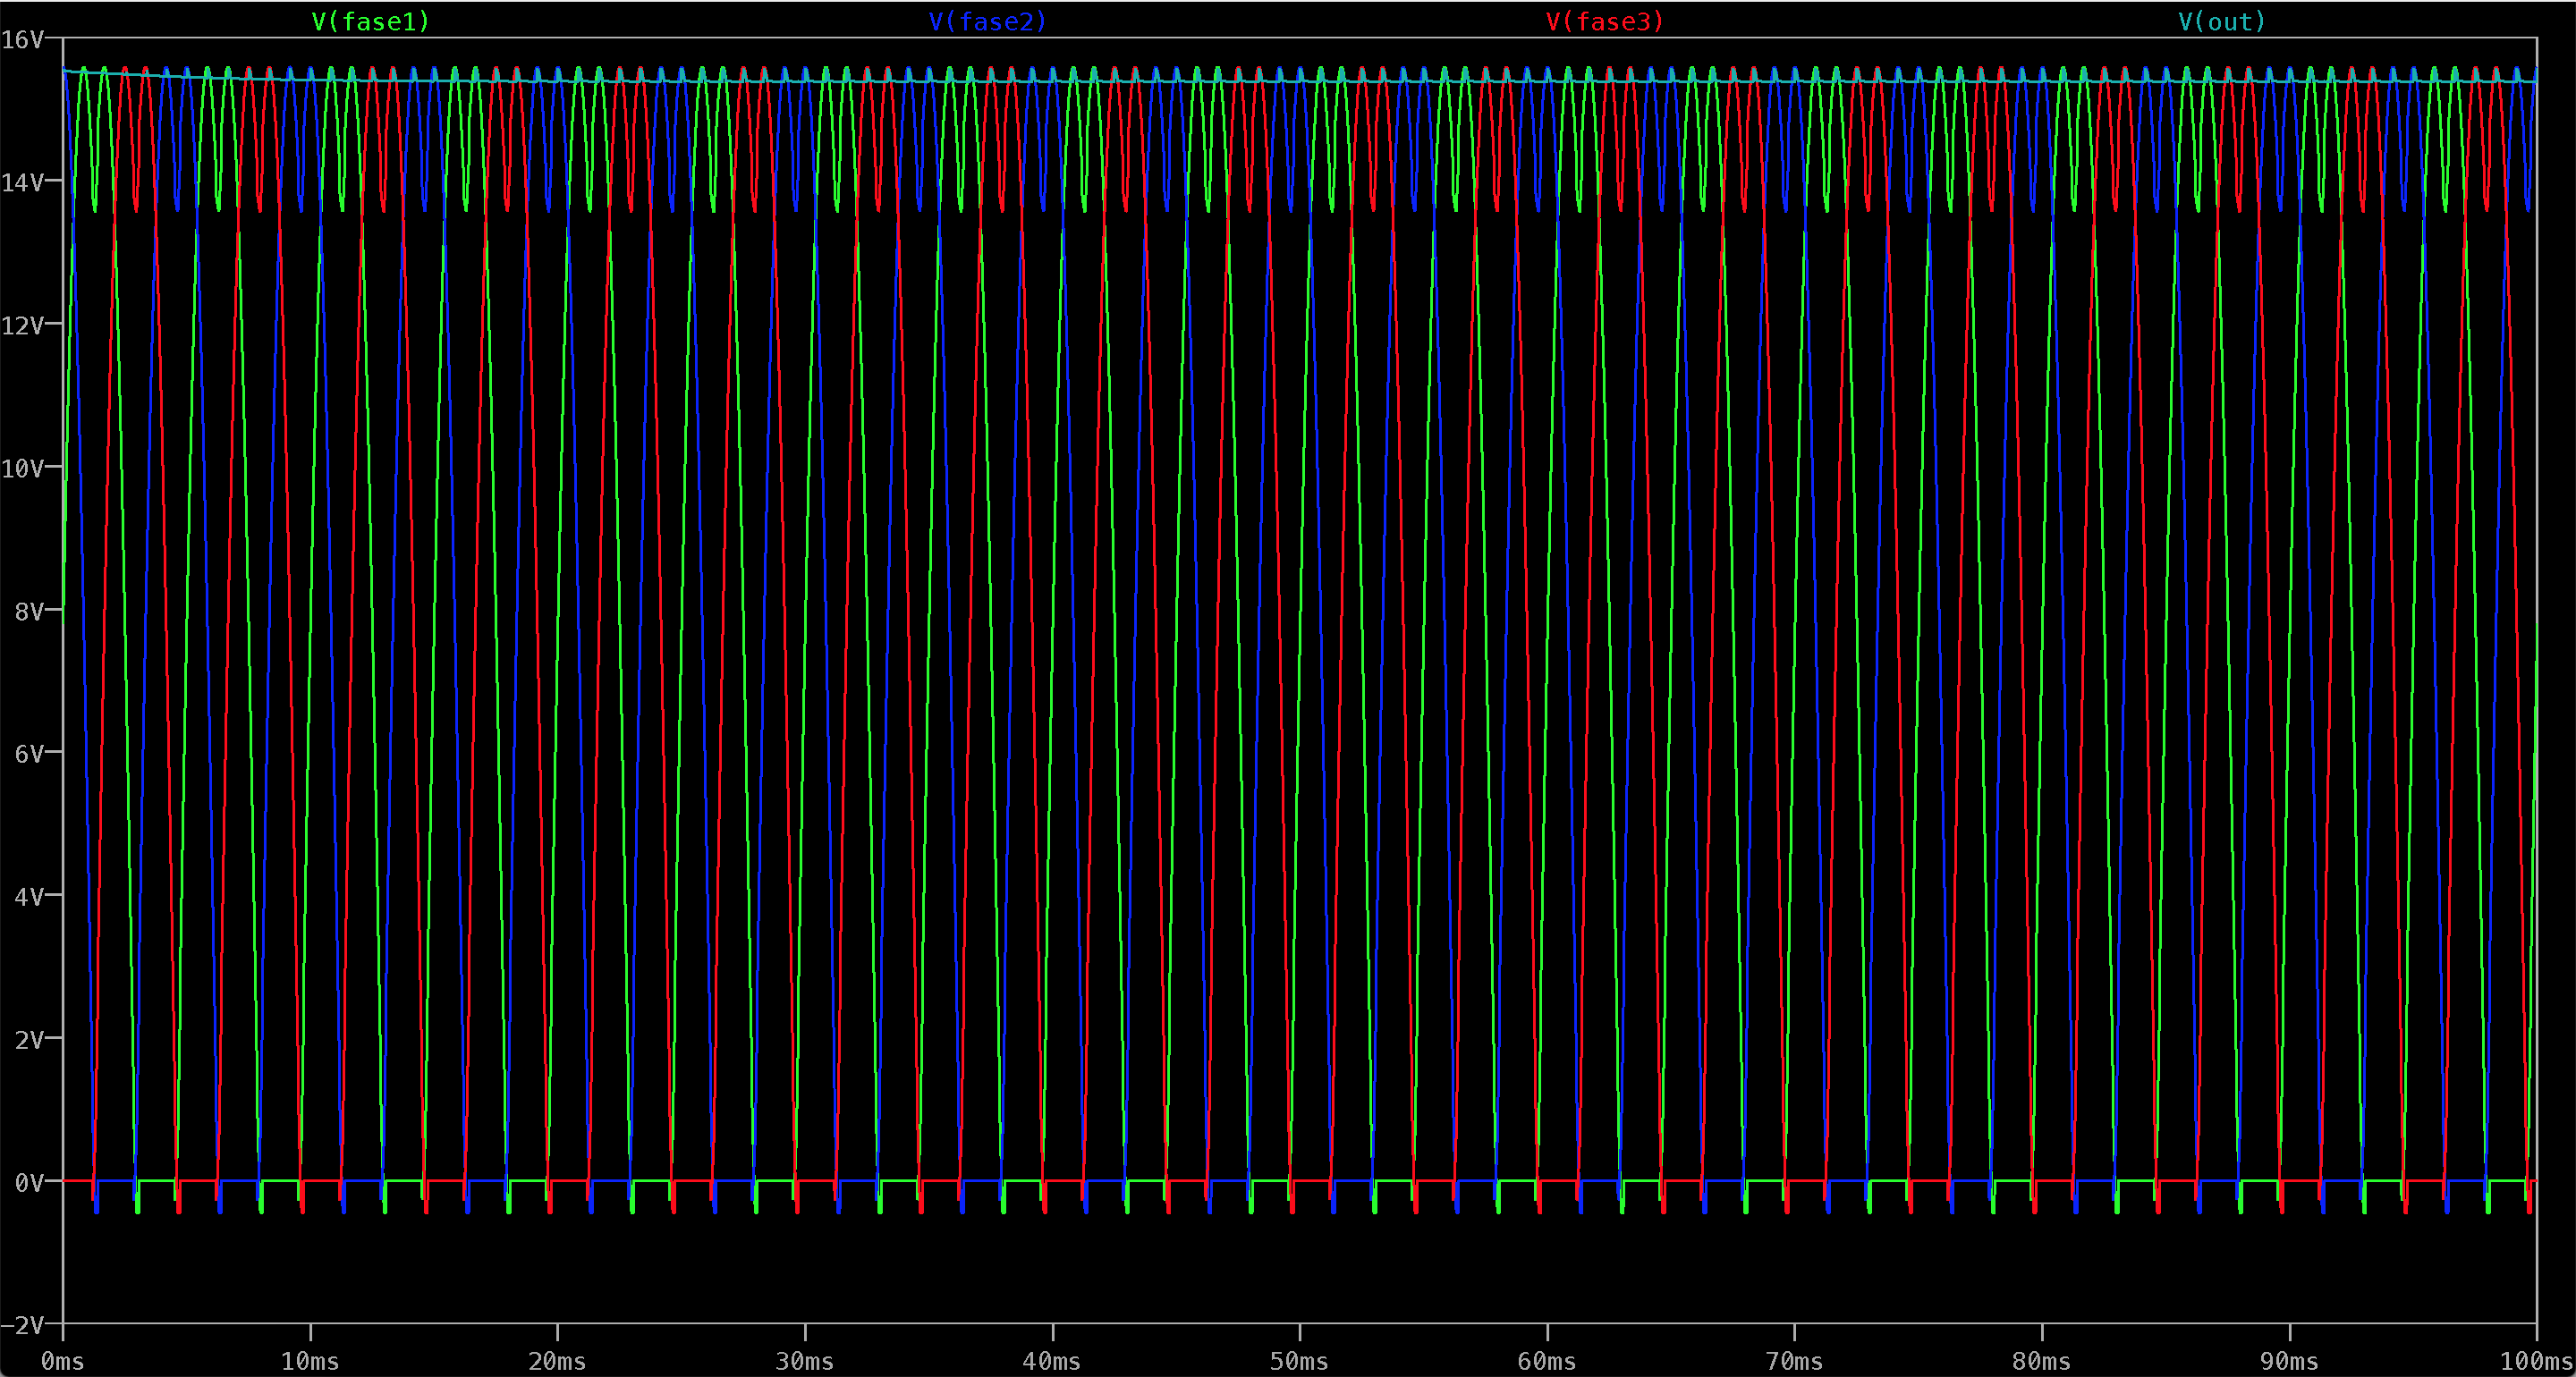 V(fase1) V(fase2) V(fase3) V(out)
16V
14V
12V
10V
8V
6V
4V
2V
0V
-2V
0ms 10ms 20ms 30ms 40ms 50ms 60ms 70ms 80ms 90ms 100ms